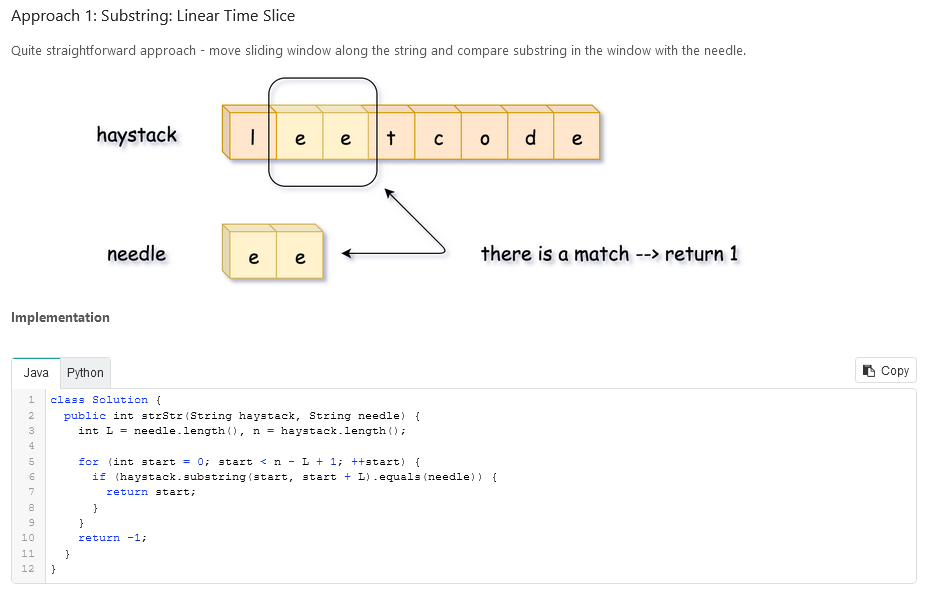 Approach 1: Substring: Linear Time Slice
Quite straightforward approach - move sliding window along the string and compare substring in the window with the needle.
haystack
l e e t c o d e
needle
e e
there is a match --> return 1
Implementation
Java Python
Copy
1 class Solution {
2   public int strStr(String haystack, String needle) {
3     int L = needle.length(), n = haystack.length();
4
5     for (int start = 0; start < n - L + 1; ++start) {
6       if (haystack.substring(start, start + L).equals(needle)) {
7         return start;
8       }
9     }
10     return -1;
11   }
12 }